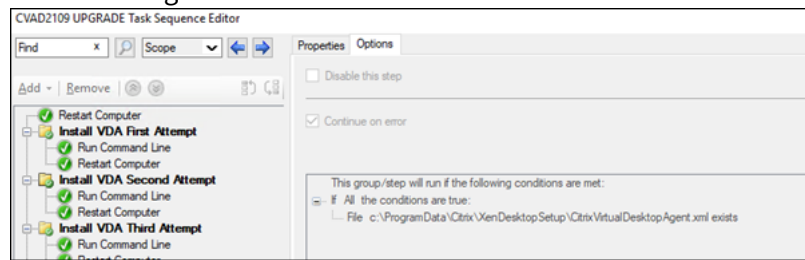 CVAD2109 UPGRADE Task Sequence Editor
Find x Scope
Properties Options
Add Remove
Disable this step
Continue on error
Restart Computer
Install VDA First Attempt
Run Command Line
Restart Computer
Install VDA Second Attempt
Run Command Line
Restart Computer
Install VDA Third Attempt
Run Command Line
Restart Computer
This group/step will run if the following conditions are met:
If All the conditions are true:
File c:\ProgramData\Citrix\XenDesktopSetup\CitrixVirtualDesktopAgent.xml exists